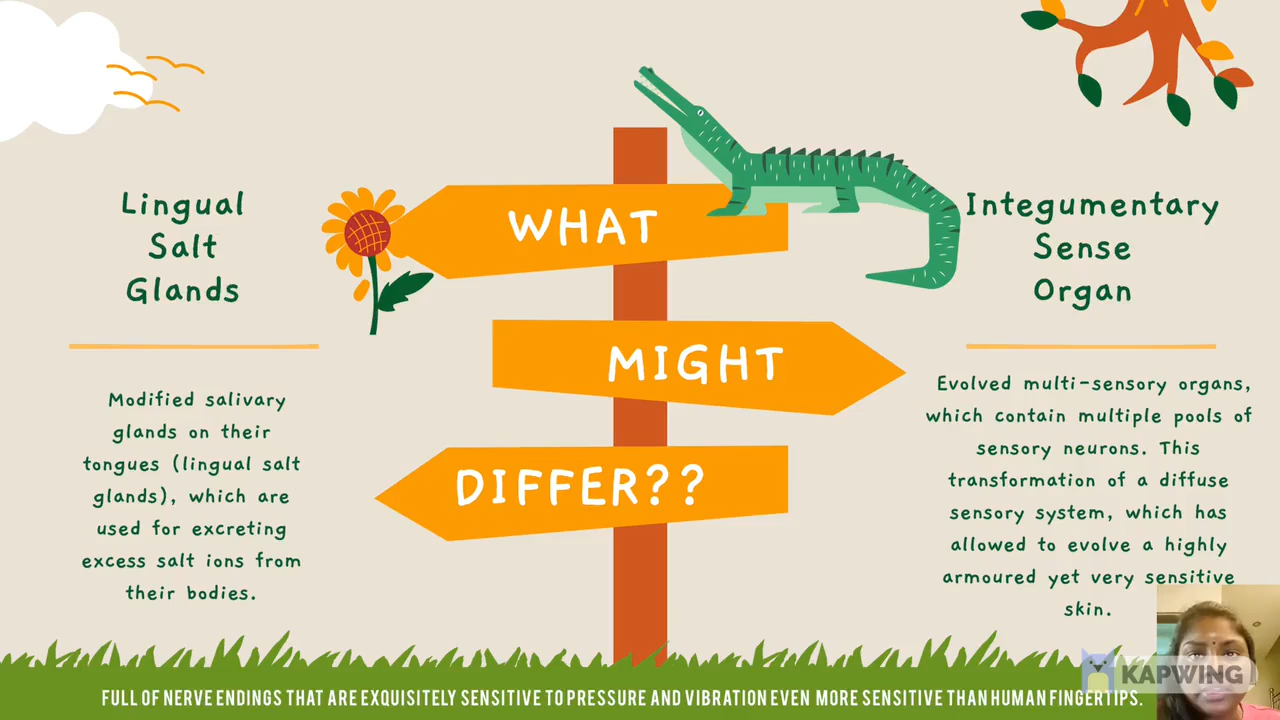 Lingual
Salt
Glands
Modified salivary
glands on their
tongues (lingual salt
glands), which are
used for excreting
excess salt ions from
their bodies.
WHAT
MIGHT
DIFFER??
Integumentary
Sense
Organ
Evolved multi-sensory organs,
which contain multiple pools of
sensory neurons. This
transformation of a diffuse
sensory system, which has
allowed to evolve a highly
armoured yet very sensitive
skin.
FULL OF NERVE ENDINGS THAT ARE EXQUISITELY SENSITIVE TO PRESSURE AND VIBRATION EVEN MORE SENSITIVE THAN HUMAN FINGERTIPS.
KAPWING